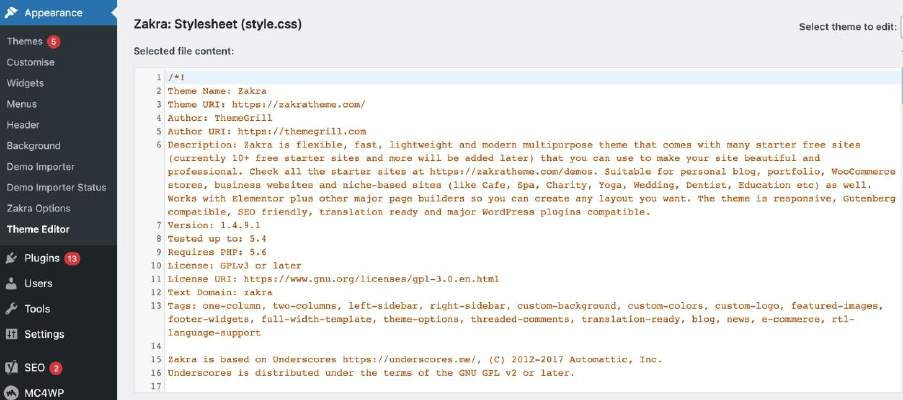 Appearance
Themes 5
Customise
Widgets
Menus
Header
Background
Demo Importer
Demo Importer Status
Zakra Options
Theme Editor
Plugins 13
Users
Tools
Settings
SEO 2
MC4WP
Zakra: Stylesheet (style.css)
Select theme to edit:
Selected file content:
1 /*!
2 Theme Name: Zakra
3 Theme URI: https://zakratheme.com/
4 Author: ThemeGrill
5 Author URI: https://themegrill.com
6 Description: Zakra is flexible, fast, lightweight and modern multipurpose theme that comes with many starter free sites
(currently 10+ free starter sites and more will be added later) that you can use to make your site beautiful and
professional. Check all the starter sites at https://zakratheme.com/demos. Suitable for personal blog, portfolio, WooCommerce
stores, business websites and niche-based sites (like Cafe, Spa, Charity, Yoga, Wedding, Dentist, Education etc) as well.
Works with Elementor plus other major page builders so you can create any layout you want. The theme is responsive, Gutenberg
compatible, SEO friendly, translation ready and major WordPress plugins compatible.
7 Version: 1.4.9.1
8 Tested up to: 5.4
9 Requires PHP: 5.6
10 License: GPLv3 or later
11 License URI: https://www.gnu.org/licenses/gpl-3.0.en.html
12 Text Domain: zakra
13 Tags: one-column, two-columns, left-sidebar, right-sidebar, custom-background, custom-colors, custom-logo, featured-images,
footer-widgets, full-width-template, theme-options, threaded-comments, translation-ready, blog, news, e-commerce, rtl-
language-support
14
15 Zakra is based on Underscores https://underscores.me/, (C) 2012-2017 Automattic, Inc.
16 Underscores is distributed under the terms of the GNU GPL v2 or later.
17